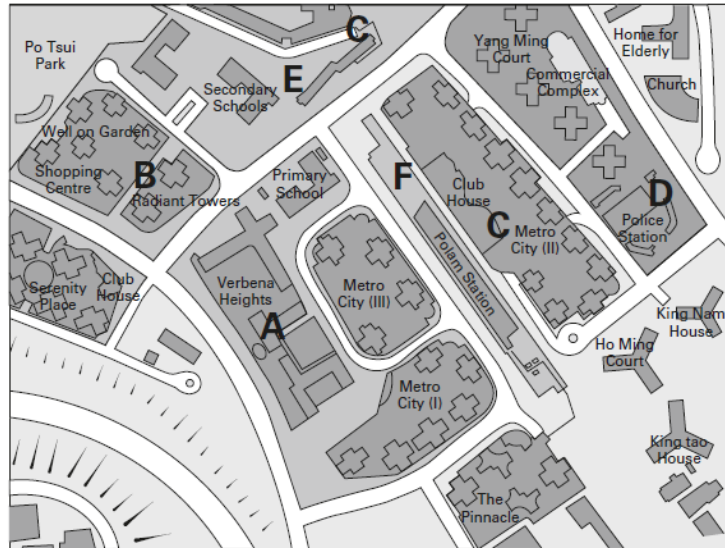 Po Tsui
Park
C
Secondary
Schools
E
Yang Ming
Court
Commercial
Complex
Home for
Elderly
Church
Well on Garden
Shopping
Centre
B
Radiant Towers
Primary
School
F
Club
House
C
Metro
City (II)
D
Police
Station
Polam Station
Serenity
Place
Club
House
Verbena
Heights
A
Metro
City (III)
Metro
City (I)
King Nam
House
Ho Ming
Court
King tao
House
The
Pinnacle